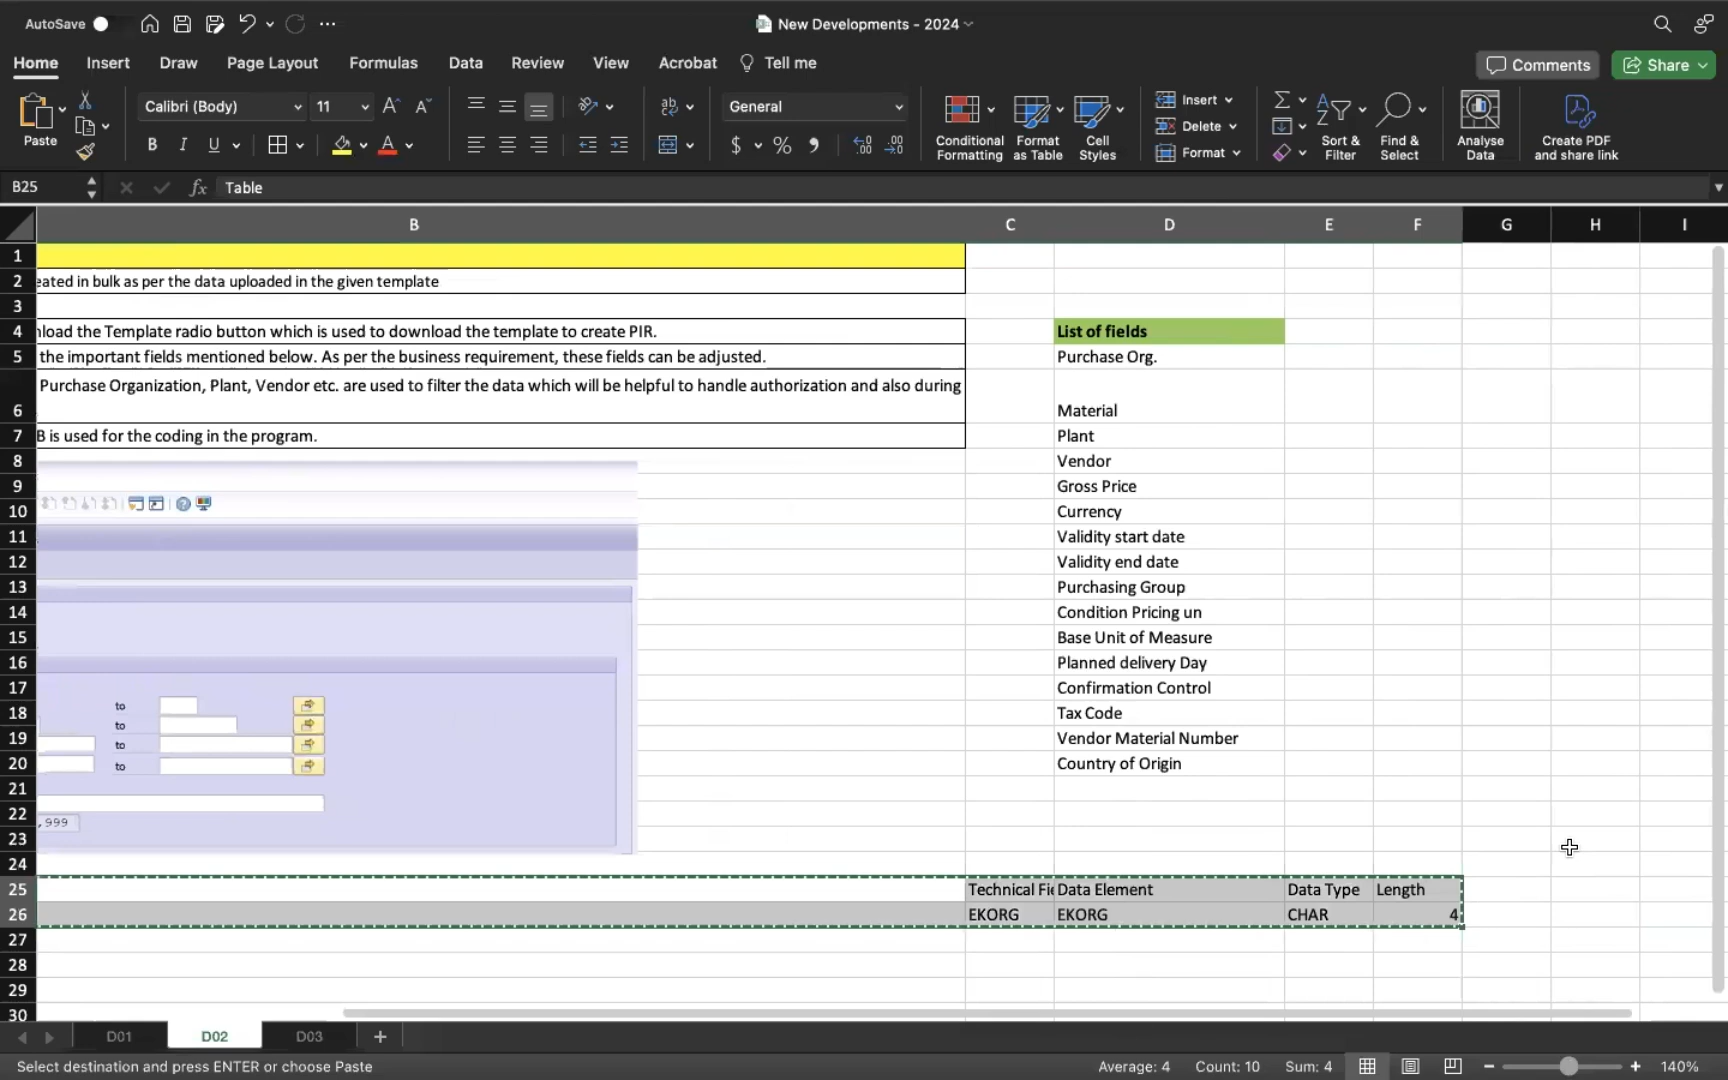 AutoSave
New Developments - 2024
Home Insert Draw Page Layout Formulas Data Review View Acrobat Tell me
Comments Share
Paste
Calibri (Body) 11
General
Conditional Formatting
Format as Table
Cell Styles
Insert
Delete
Format
Sort & Filter
Find & Select
Analyse Data
Create PDF and share link
B I U
$ %
B25 fx Table
B C D E F G H I
1
2 eated in bulk as per the data uploaded in the given template
3
4 load the Template radio button which is used to download the template to create PIR. List of fields
5 the important fields mentioned below. As per the business requirement, these fields can be adjusted. Purchase Org.
Purchase Organization, Plant, Vendor etc. are used to filter the data which will be helpful to handle authorization and also during
6 Material
7 B is used for the coding in the program. Plant
8 Vendor
9 Gross Price
10 Currency
11 Validity start date
12 Validity end date
13 Purchasing Group
14 Condition Pricing un
15 Base Unit of Measure
16 Planned delivery Day
17 Confirmation Control
18 to Tax Code
19 to Vendor Material Number
to
20 to Country of Origin
21
22
,999
23
24
25 Technical Fie Data Element Data Type Length
26 EKORG EKORG CHAR 4
27
28
29
30
D01 D02 D03 +
Select destination and press ENTER or choose Paste Average: 4 Count: 10 Sum: 4 - + 140%